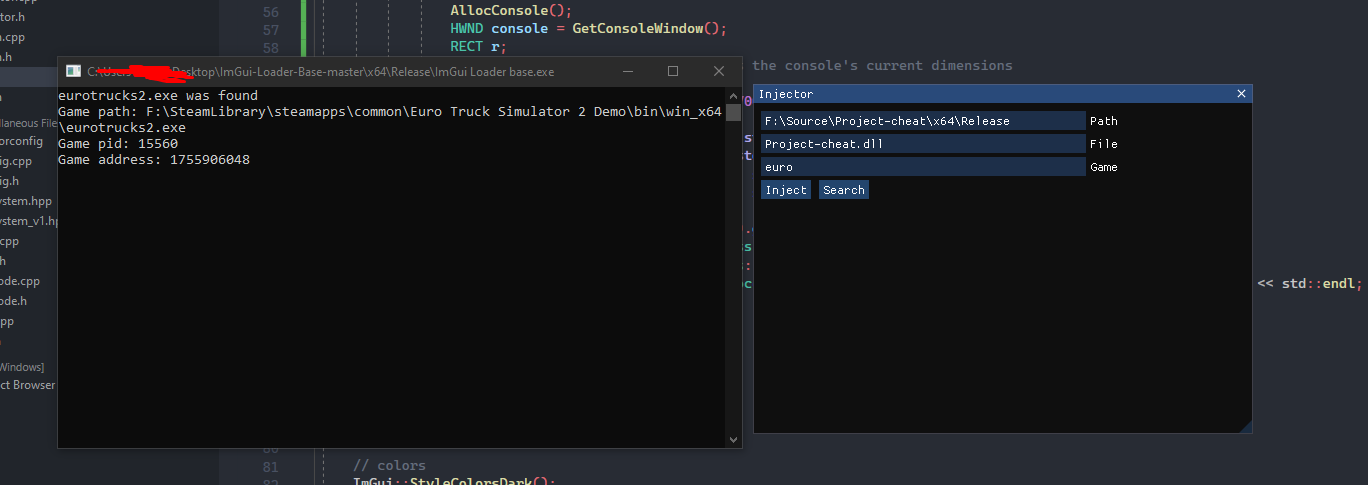 tor.h
.cpp
.h
llaneous File
orconfig
ig.cpp
ig.h
ystem.hpp
ystem_v1.hp
cpp
h
ode.cpp
ode.h
pp
Windows]
ct Browser
56 AllocConsole();
57 HWND console = GetConsoleWindow();
58 RECT r;
s the console's current dimensions
C:\Users\ Desktop\ImGui-Loader-Base-master\x64\Release\ImGui Loader base.exe
eurotrucks2.exe was found
Game path: F:\SteamLibrary\steamapps\common\Euro Truck Simulator 2 Demo\bin\win_x64
\eurotrucks2.exe
Game pid: 15560
Game address: 1755906048
Injector
F:\Source\Project-cheat\x64\Release Path
Project-cheat.dll File
euro Game
Inject Search
<< std::endl;
80
81 // colors
82 ImGui::StyleColorsDark();